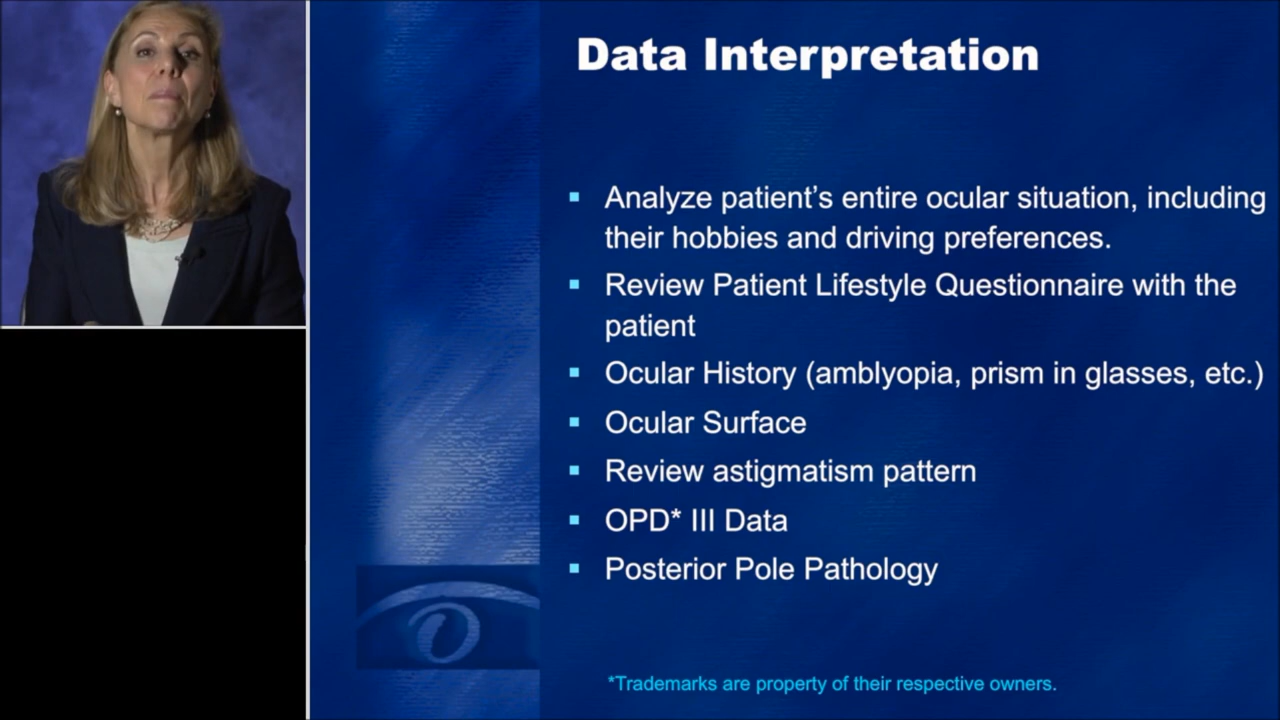 Data Interpretation
▪ Analyze patient’s entire ocular situation, including
their hobbies and driving preferences.
▪ Review Patient Lifestyle Questionnaire with the
patient
▪ Ocular History (amblyopia, prism in glasses, etc.)
▪ Ocular Surface
▪ Review astigmatism pattern
▪ OPD* III Data
▪ Posterior Pole Pathology
*Trademarks are property of their respective owners.